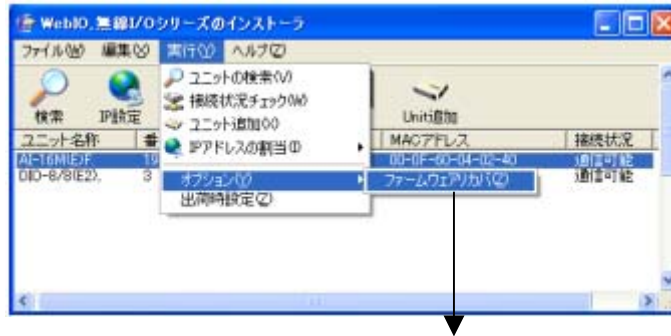 WebIO,無線I/Oシリーズのインストーラ
ファイル(W) 編集(X) 実行(Y) ヘルプ(Z)
ユニットの検索(V)
接続状況チェック(W)
ユニット追加(X)
IPアドレスの割当(I)
オプション(Y)
ファームウェアリカバ(Z)
出荷時設定(Z)
検索 IP設定 Unit追加
ユニット名称 番 MACアドレス 接続状況
AI-16M(E)F. 19 00-0F-60-04-02-40 通信可能
DIO-8/8(E2). 3 通信可能